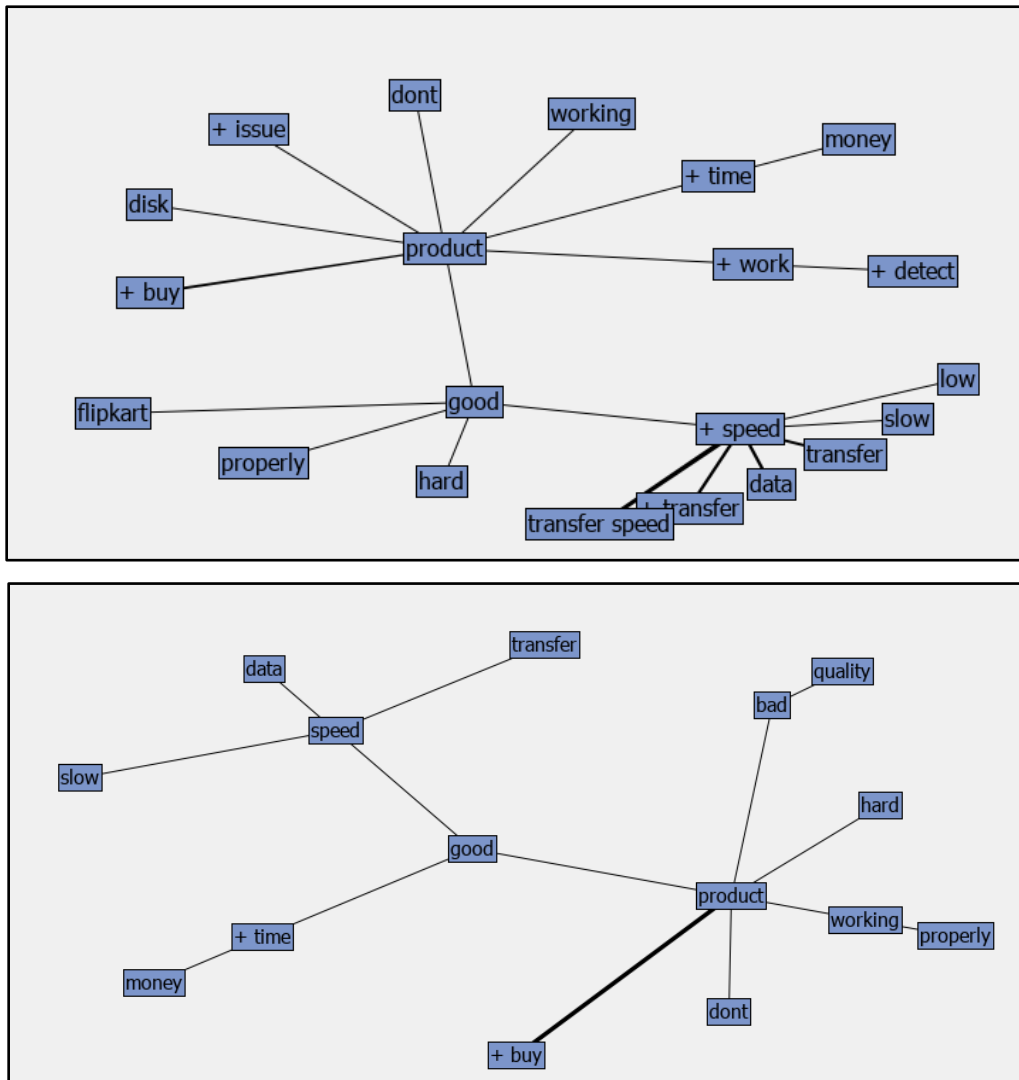 dont
working
+ issue
money
+ time
disk
product
+ work
+ detect
+ buy
low
good
flipkart
slow
+ speed
transfer
properly
hard
data
+ transfer
transfer speed
transfer
data
quality
bad
speed
slow
hard
good
product
working
properly
+ time
money
dont
+ buy